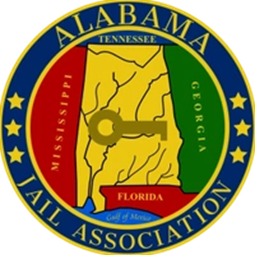 ALABAMA
TENNESSEE
MISSISSIPPI
GEORGIA
FLORIDA
Gulf of Mexico
JAIL ASSOCIATION